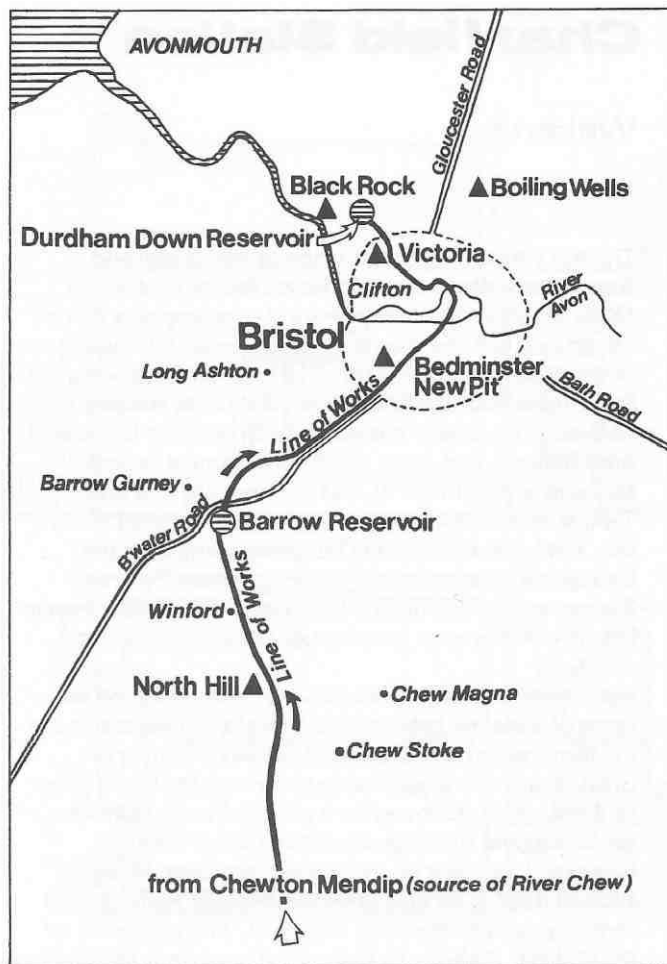 AVONMOUTH
Gloucester Road
Black Rock
Boiling Wells
Durdham Down Reservoir
Victoria
Clifton
River
Avon
Bristol
Long Ashton
Bedminster
New Pit
Bath Road
Line of Works
Barrow Gurney
B'water Road
Barrow Reservoir
Winford
Line of Works
North Hill
Chew Magna
Chew Stoke
from Chewton Mendip (source of River Chew)